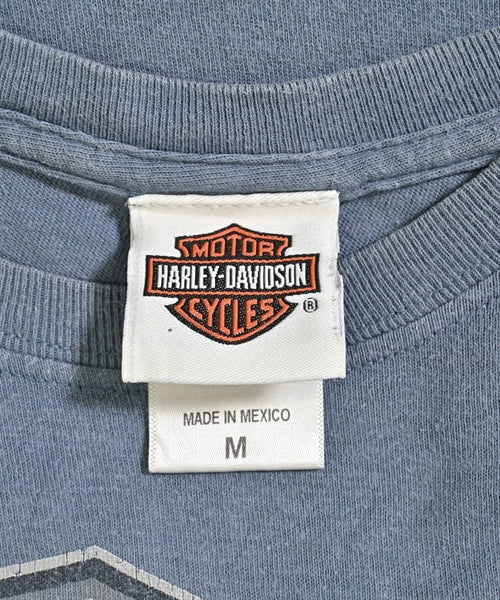 MOTOR
HARLEY-DAVIDSON
CYCLES
®
MADE IN MEXICO
M